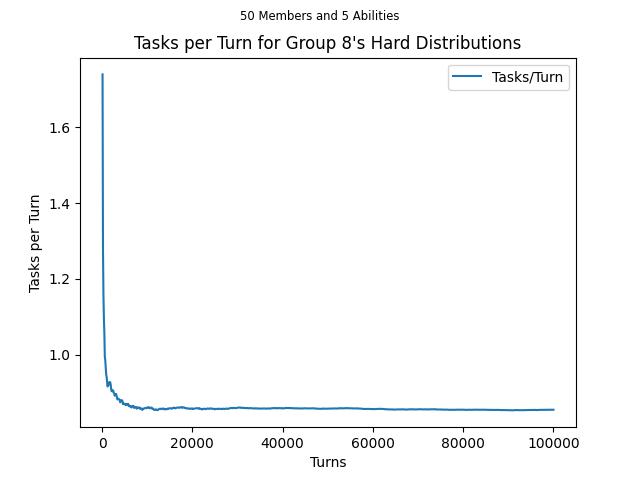 50 Members and 5 Abilities
Tasks per Turn for Group 8's Hard Distributions
Tasks/Turn
1.6
1.4
1.2
1.0
Tasks per Turn
0
20000
40000
60000
80000
100000
Turns